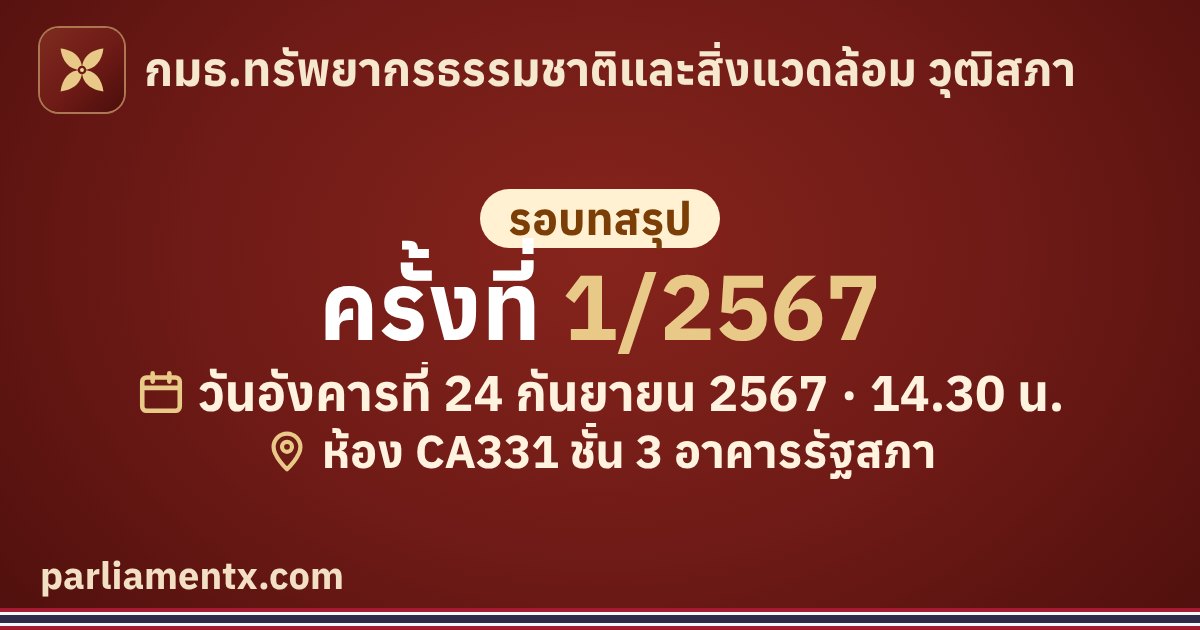 กมธ.ทรัพยากรธรรมชาติและสิ่งแวดล้อม วุฒิสภา
รอบทสรุป
ครั้งที่ 1/2567
วันอังคารที่ 24 กันยายน 2567 · 14.30 น.
ห้อง CA331 ชั้น 3 อาคารรัฐสภา
parliamentx.com